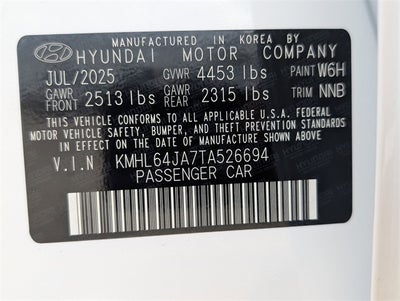 MANUFACTURED IN KOREA BY
HYUNDAI MOTOR COMPANY
JUL/2025 GVWR 4453 lbs PAINT W6H
GAWR FRONT 2513 lbs GAWR REAR 2315 lbs TRIM NNB
THIS VEHICLE CONFORMS TO ALL APPLICABLE U.S.A. FEDERAL
MOTOR VEHICLE SAFETY, BUMPER, AND THEFT PREVENTION STANDARDS
IN EFFECT ON THE DATE OF MANUFACTURE SHOWN ABOVE.
V.I.N KMHL64JA7TA526694
PASSENGER CAR